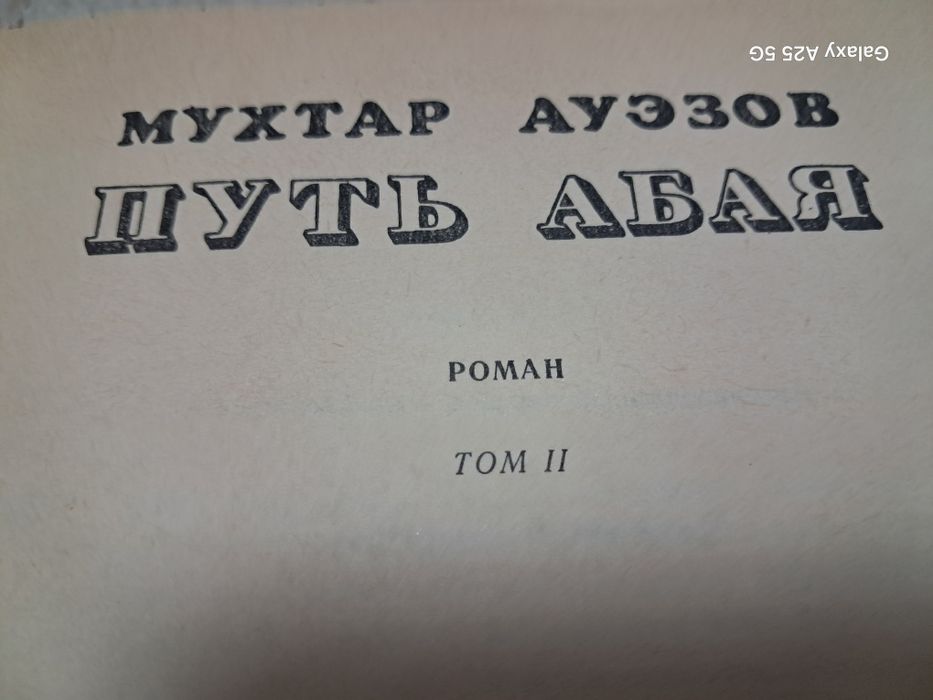 Galaxy A25 5G
МУХТАР АУЭЗОВ
ПУТЬ АБАЯ
РОМАН
ТОМ II